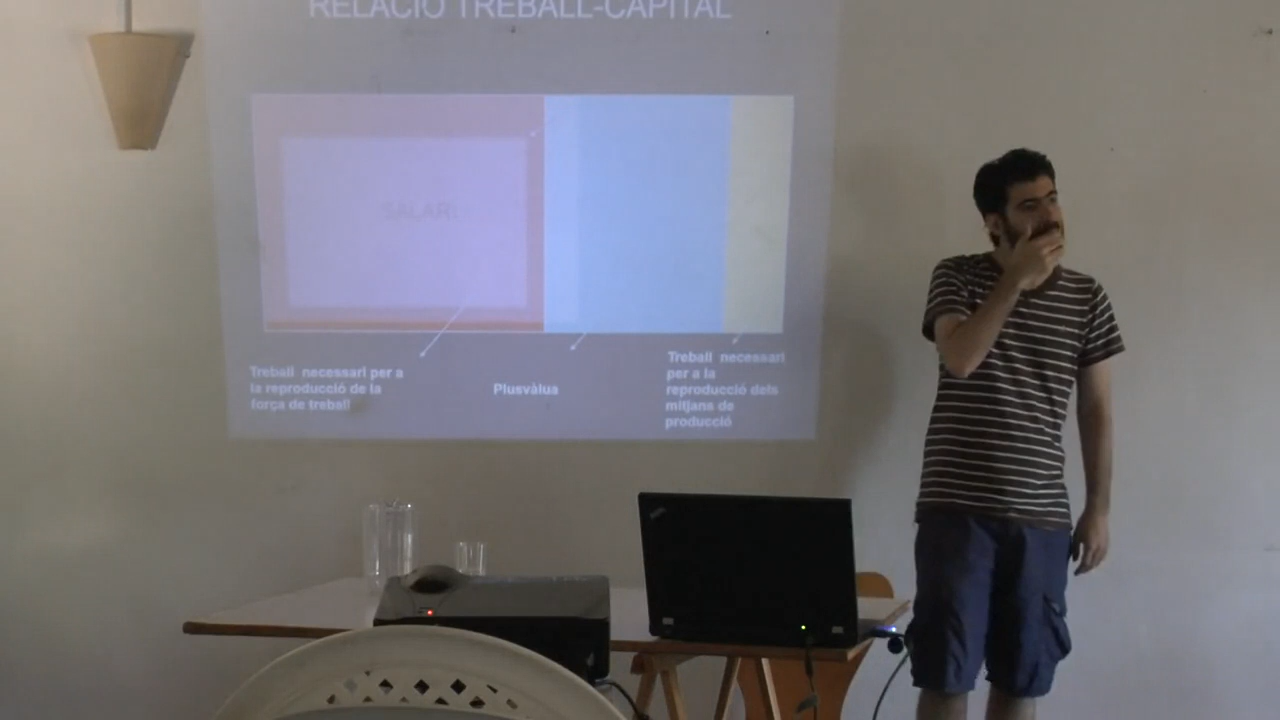 RELACIÓ TREBALL-CAPITAL
SALARI
Treball necessari per a
la reproducció de la
força de treball
Plusvàlua
Treball necessari
per a la
reproducció dels
mitjans de
producció